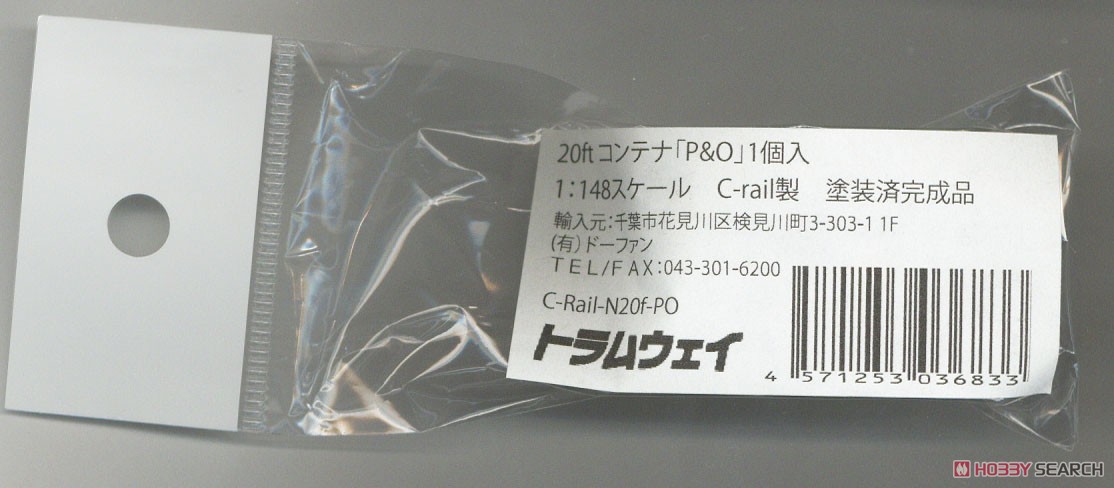 20ftコンテナ「P&O」1個入
1:148スケール　C-rail製　塗装済完成品
輸入元:千葉市花見川区検見川町3-303-1 1F
(有)ドーファン
ＴＥＬ/ＦＡＸ:043-301-6200
C-Rail-N20f-PO
トラムウェイ
4 571253 036833
HOBBY SEARCH